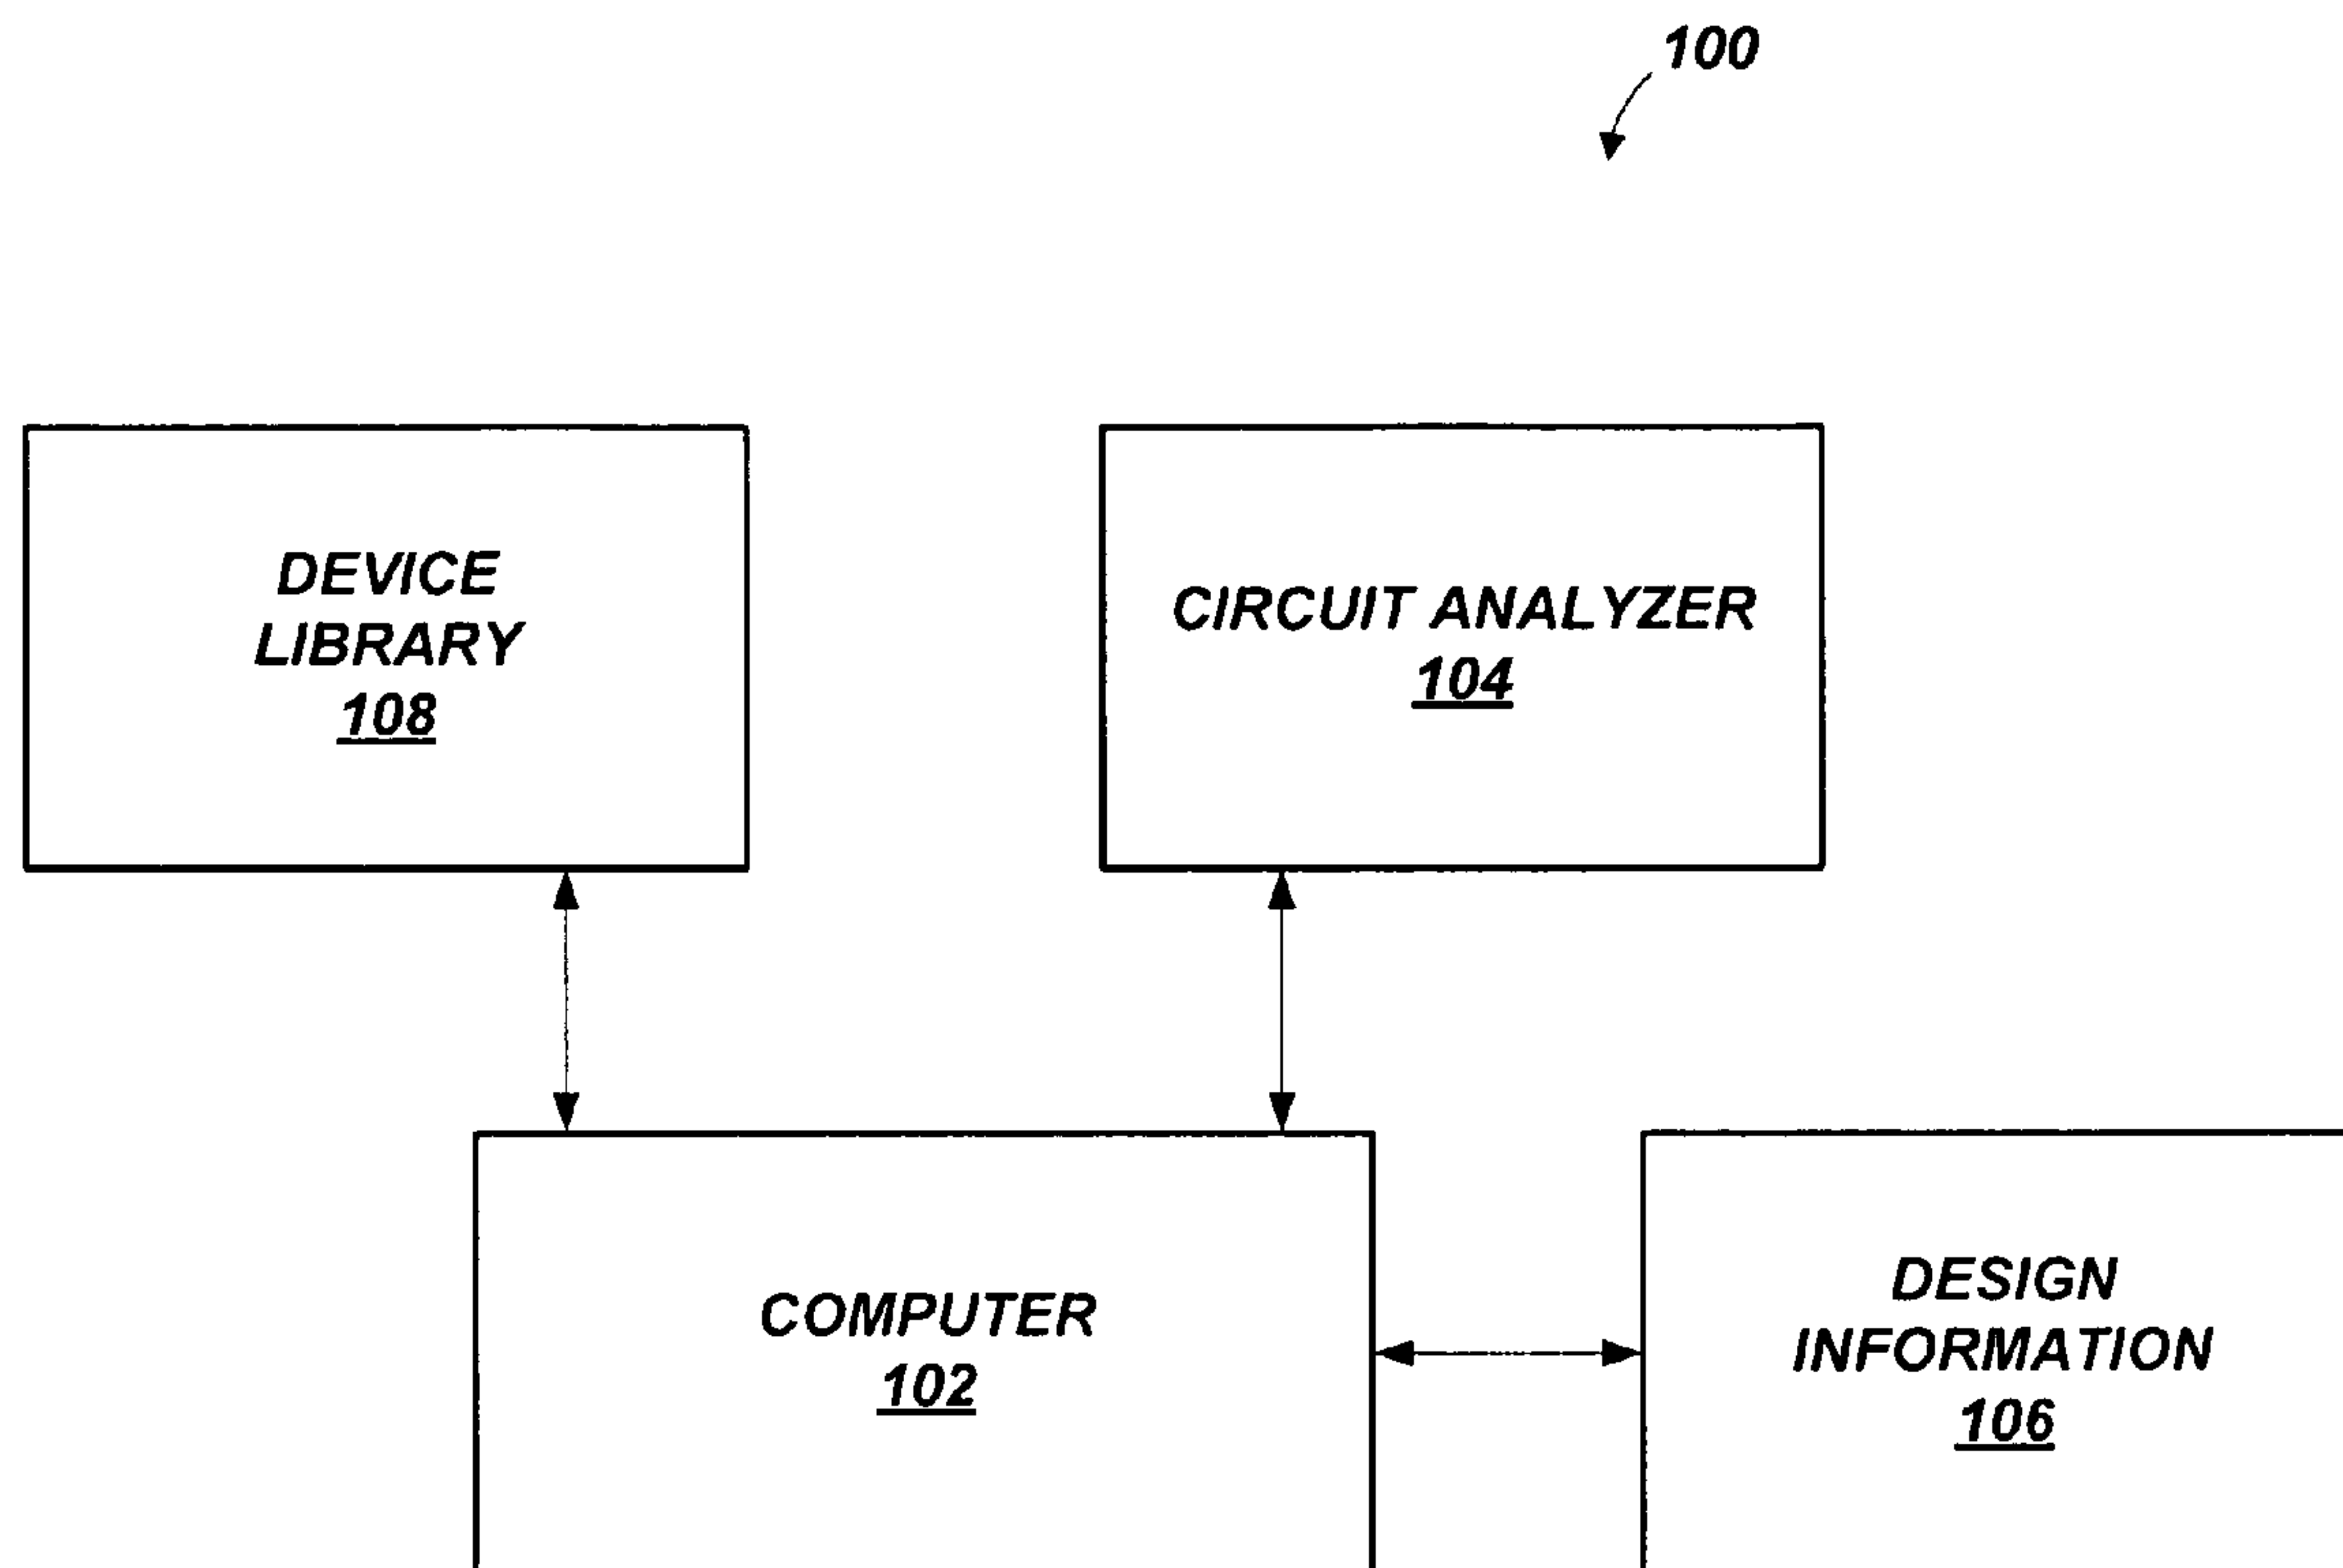 100
DEVICE
LIBRARY
108
CIRCUIT ANALYZER
104
COMPUTER
102
DESIGN
INFORMATION
106